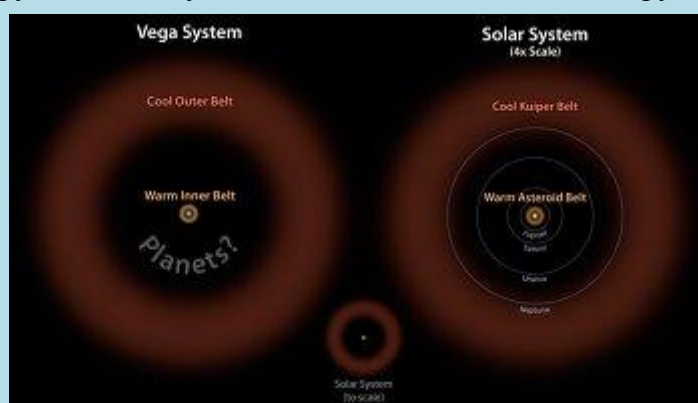 Vega System
Cool Outer Belt
Warm Inner Belt
Planets?
Solar System
(4x Scale)
Cool Kuiper Belt
Warm Asteroid Belt
Jupiter
Saturn
Uranus
Neptune
Solar System
(to scale)